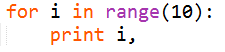 for i in range(10):
    print i,